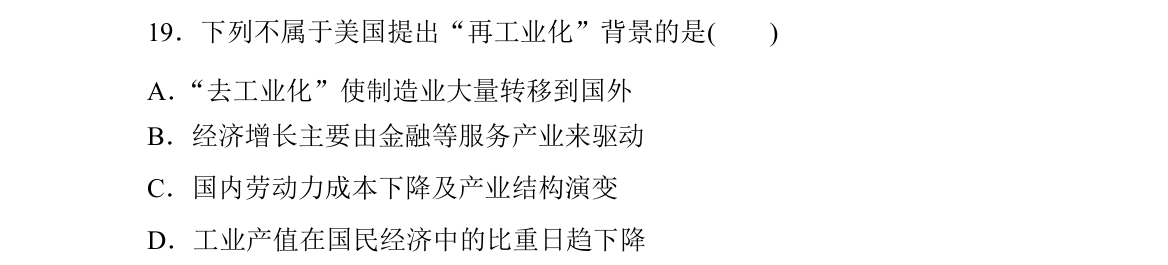 19．下列不属于美国提出“再工业化”背景的是(　　)
A．“去工业化”使制造业大量转移到国外
B．经济增长主要由金融等服务产业来驱动
C．国内劳动力成本下降及产业结构演变
D．工业产值在国民经济中的比重日趋下降